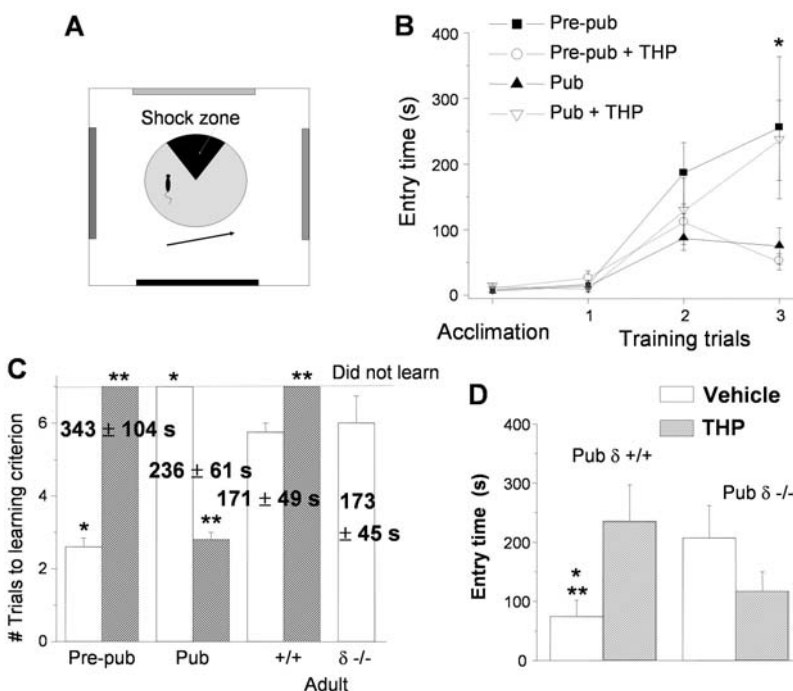 A
Shock zone
B
Pre-pub
Pre-pub + THP
Pub
Pub + THP
*
Entry time (s)
400
300
200
100
0
1
2
3
Acclimation
Training trials
C
Did not learn
**
*
**
343 ± 104 s
236 ± 61 s
171 ± 49 s
173
± 45 s
*
**
# Trials to learning criterion
6
4
2
0
Pre-pub
Pub
+/+
δ -/-
Adult
D
Vehicle
THP
Pub δ +/+
Pub δ -/-
*
**
Entry time (s)
400
300
200
100
0